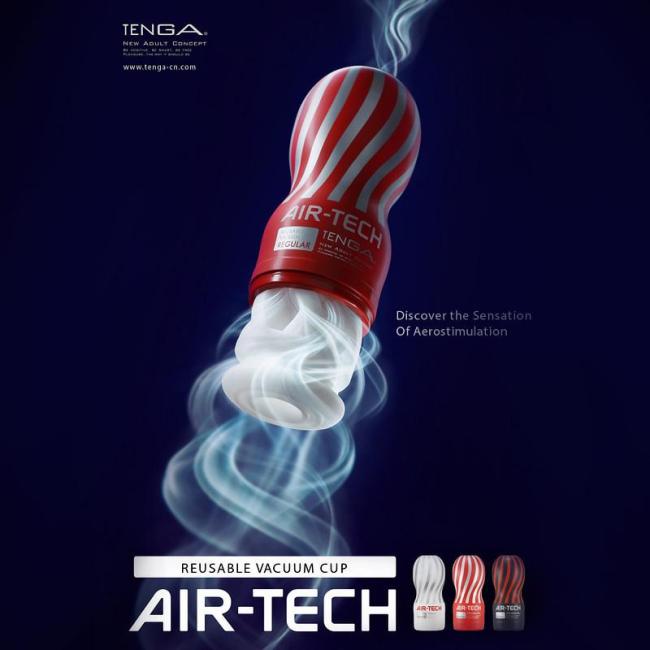 TENGA
NEW ADULT CONCEPT
www.tenga-cn.com
AIR-TECH
REGULAR
TENGA
Discover the Sensation
Of Aerostimulation
REUSABLE VACUUM CUP
AIR-TECH
AIR-TECH
AIR-TECH
AIR-TECH